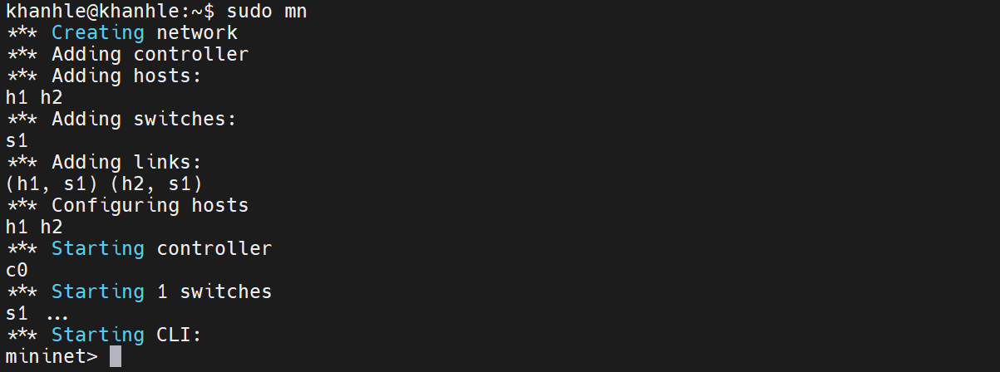 khanhle@khanhle:~$ sudo mn
*** Creating network
*** Adding controller
*** Adding hosts:
h1 h2
*** Adding switches:
s1
*** Adding links:
(h1, s1) (h2, s1)
*** Configuring hosts
h1 h2
*** Starting controller
c0
*** Starting 1 switches
s1 ...
*** Starting CLI:
mininet>